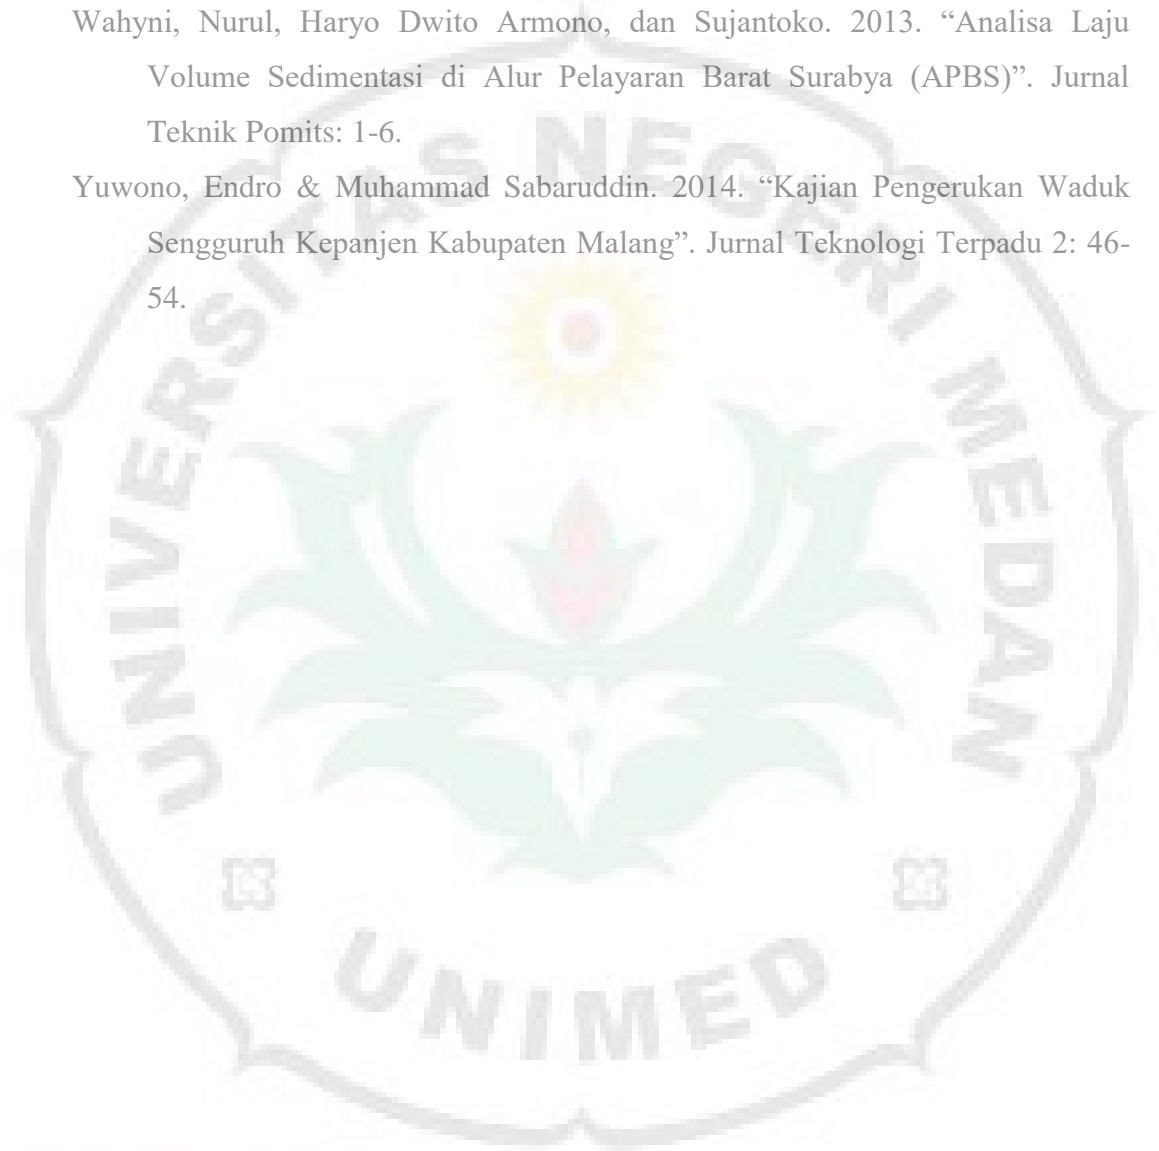 Wahyni, Nurul, Haryo Dwito Armono, dan Sujantoko. 2013. “Analisa Laju
Volume Sedimentasi di Alur Pelayaran Barat Surabya (APBS)”. Jurnal
Teknik Pomits: 1-6.
Yuwono, Endro & Muhammad Sabaruddin. 2014. “Kajian Pengerukan Waduk
Sengguruh Kepanjen Kabupaten Malang”. Jurnal Teknologi Terpadu 2: 46-
54.
UNIVERSITAS NEGERI MEDAN
UNIMED